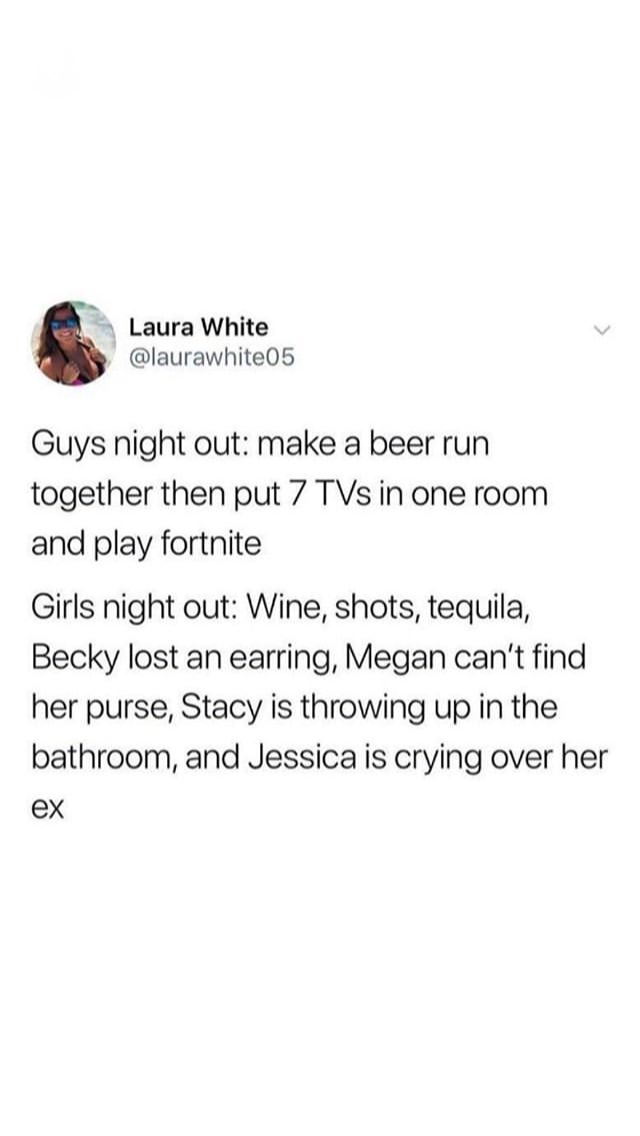 Laura White
@laurawhite05
Guys night out: make a beer run
together then put 7 TVs in one room
and play fortnite
Girls night out: Wine, shots, tequila,
Becky lost an earring, Megan can't find
her purse, Stacy is throwing up in the
bathroom, and Jessica is crying over her
ex